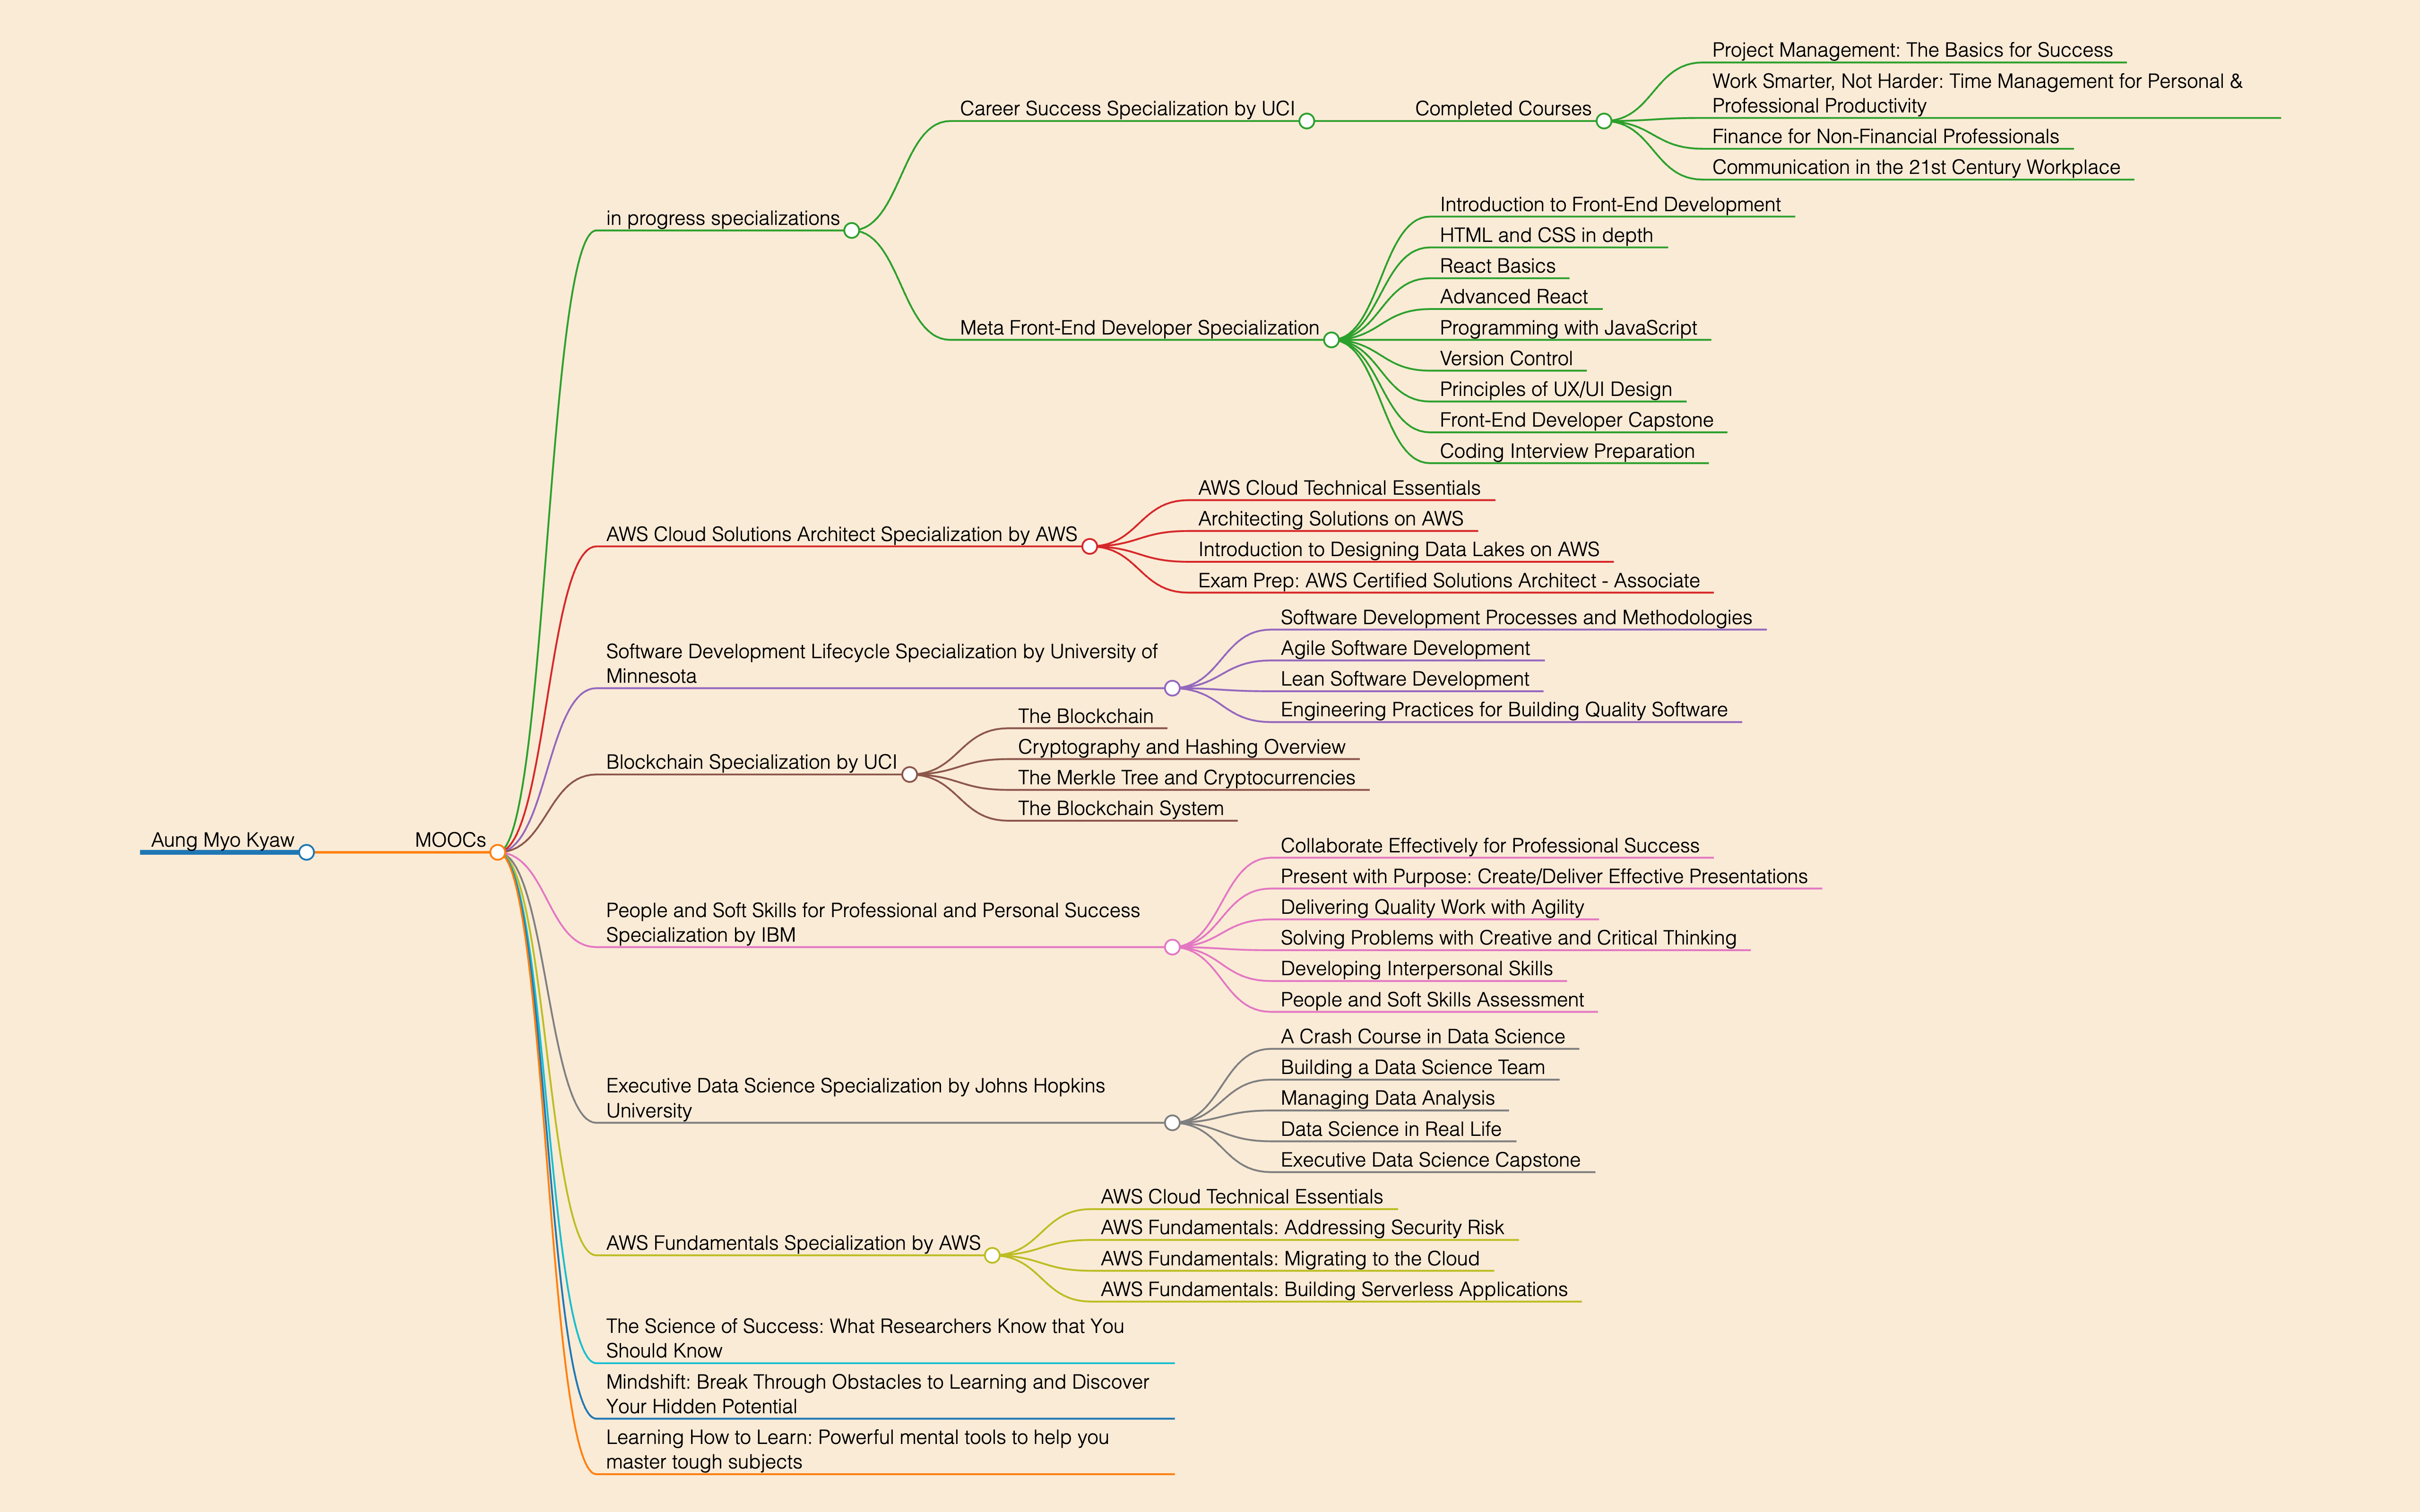 Aung Myo Kyaw
MOOCs
in progress specializations
Career Success Specialization by UCI
Completed Courses
Project Management: The Basics for Success
Work Smarter, Not Harder: Time Management for Personal &
Professional Productivity
Finance for Non-Financial Professionals
Communication in the 21st Century Workplace
Meta Front-End Developer Specialization
Introduction to Front-End Development
HTML and CSS in depth
React Basics
Advanced React
Programming with JavaScript
Version Control
Principles of UX/UI Design
Front-End Developer Capstone
Coding Interview Preparation
AWS Cloud Solutions Architect Specialization by AWS
AWS Cloud Technical Essentials
Architecting Solutions on AWS
Introduction to Designing Data Lakes on AWS
Exam Prep: AWS Certified Solutions Architect - Associate
Software Development Lifecycle Specialization by University of
Minnesota
Software Development Processes and Methodologies
Agile Software Development
Lean Software Development
Engineering Practices for Building Quality Software
Blockchain Specialization by UCI
The Blockchain
Cryptography and Hashing Overview
The Merkle Tree and Cryptocurrencies
The Blockchain System
People and Soft Skills for Professional and Personal Success
Specialization by IBM
Collaborate Effectively for Professional Success
Present with Purpose: Create/Deliver Effective Presentations
Delivering Quality Work with Agility
Solving Problems with Creative and Critical Thinking
Developing Interpersonal Skills
People and Soft Skills Assessment
Executive Data Science Specialization by Johns Hopkins
University
A Crash Course in Data Science
Building a Data Science Team
Managing Data Analysis
Data Science in Real Life
Executive Data Science Capstone
AWS Fundamentals Specialization by AWS
AWS Cloud Technical Essentials
AWS Fundamentals: Addressing Security Risk
AWS Fundamentals: Migrating to the Cloud
AWS Fundamentals: Building Serverless Applications
The Science of Success: What Researchers Know that You
Should Know
Mindshift: Break Through Obstacles to Learning and Discover
Your Hidden Potential
Learning How to Learn: Powerful mental tools to help you
master tough subjects